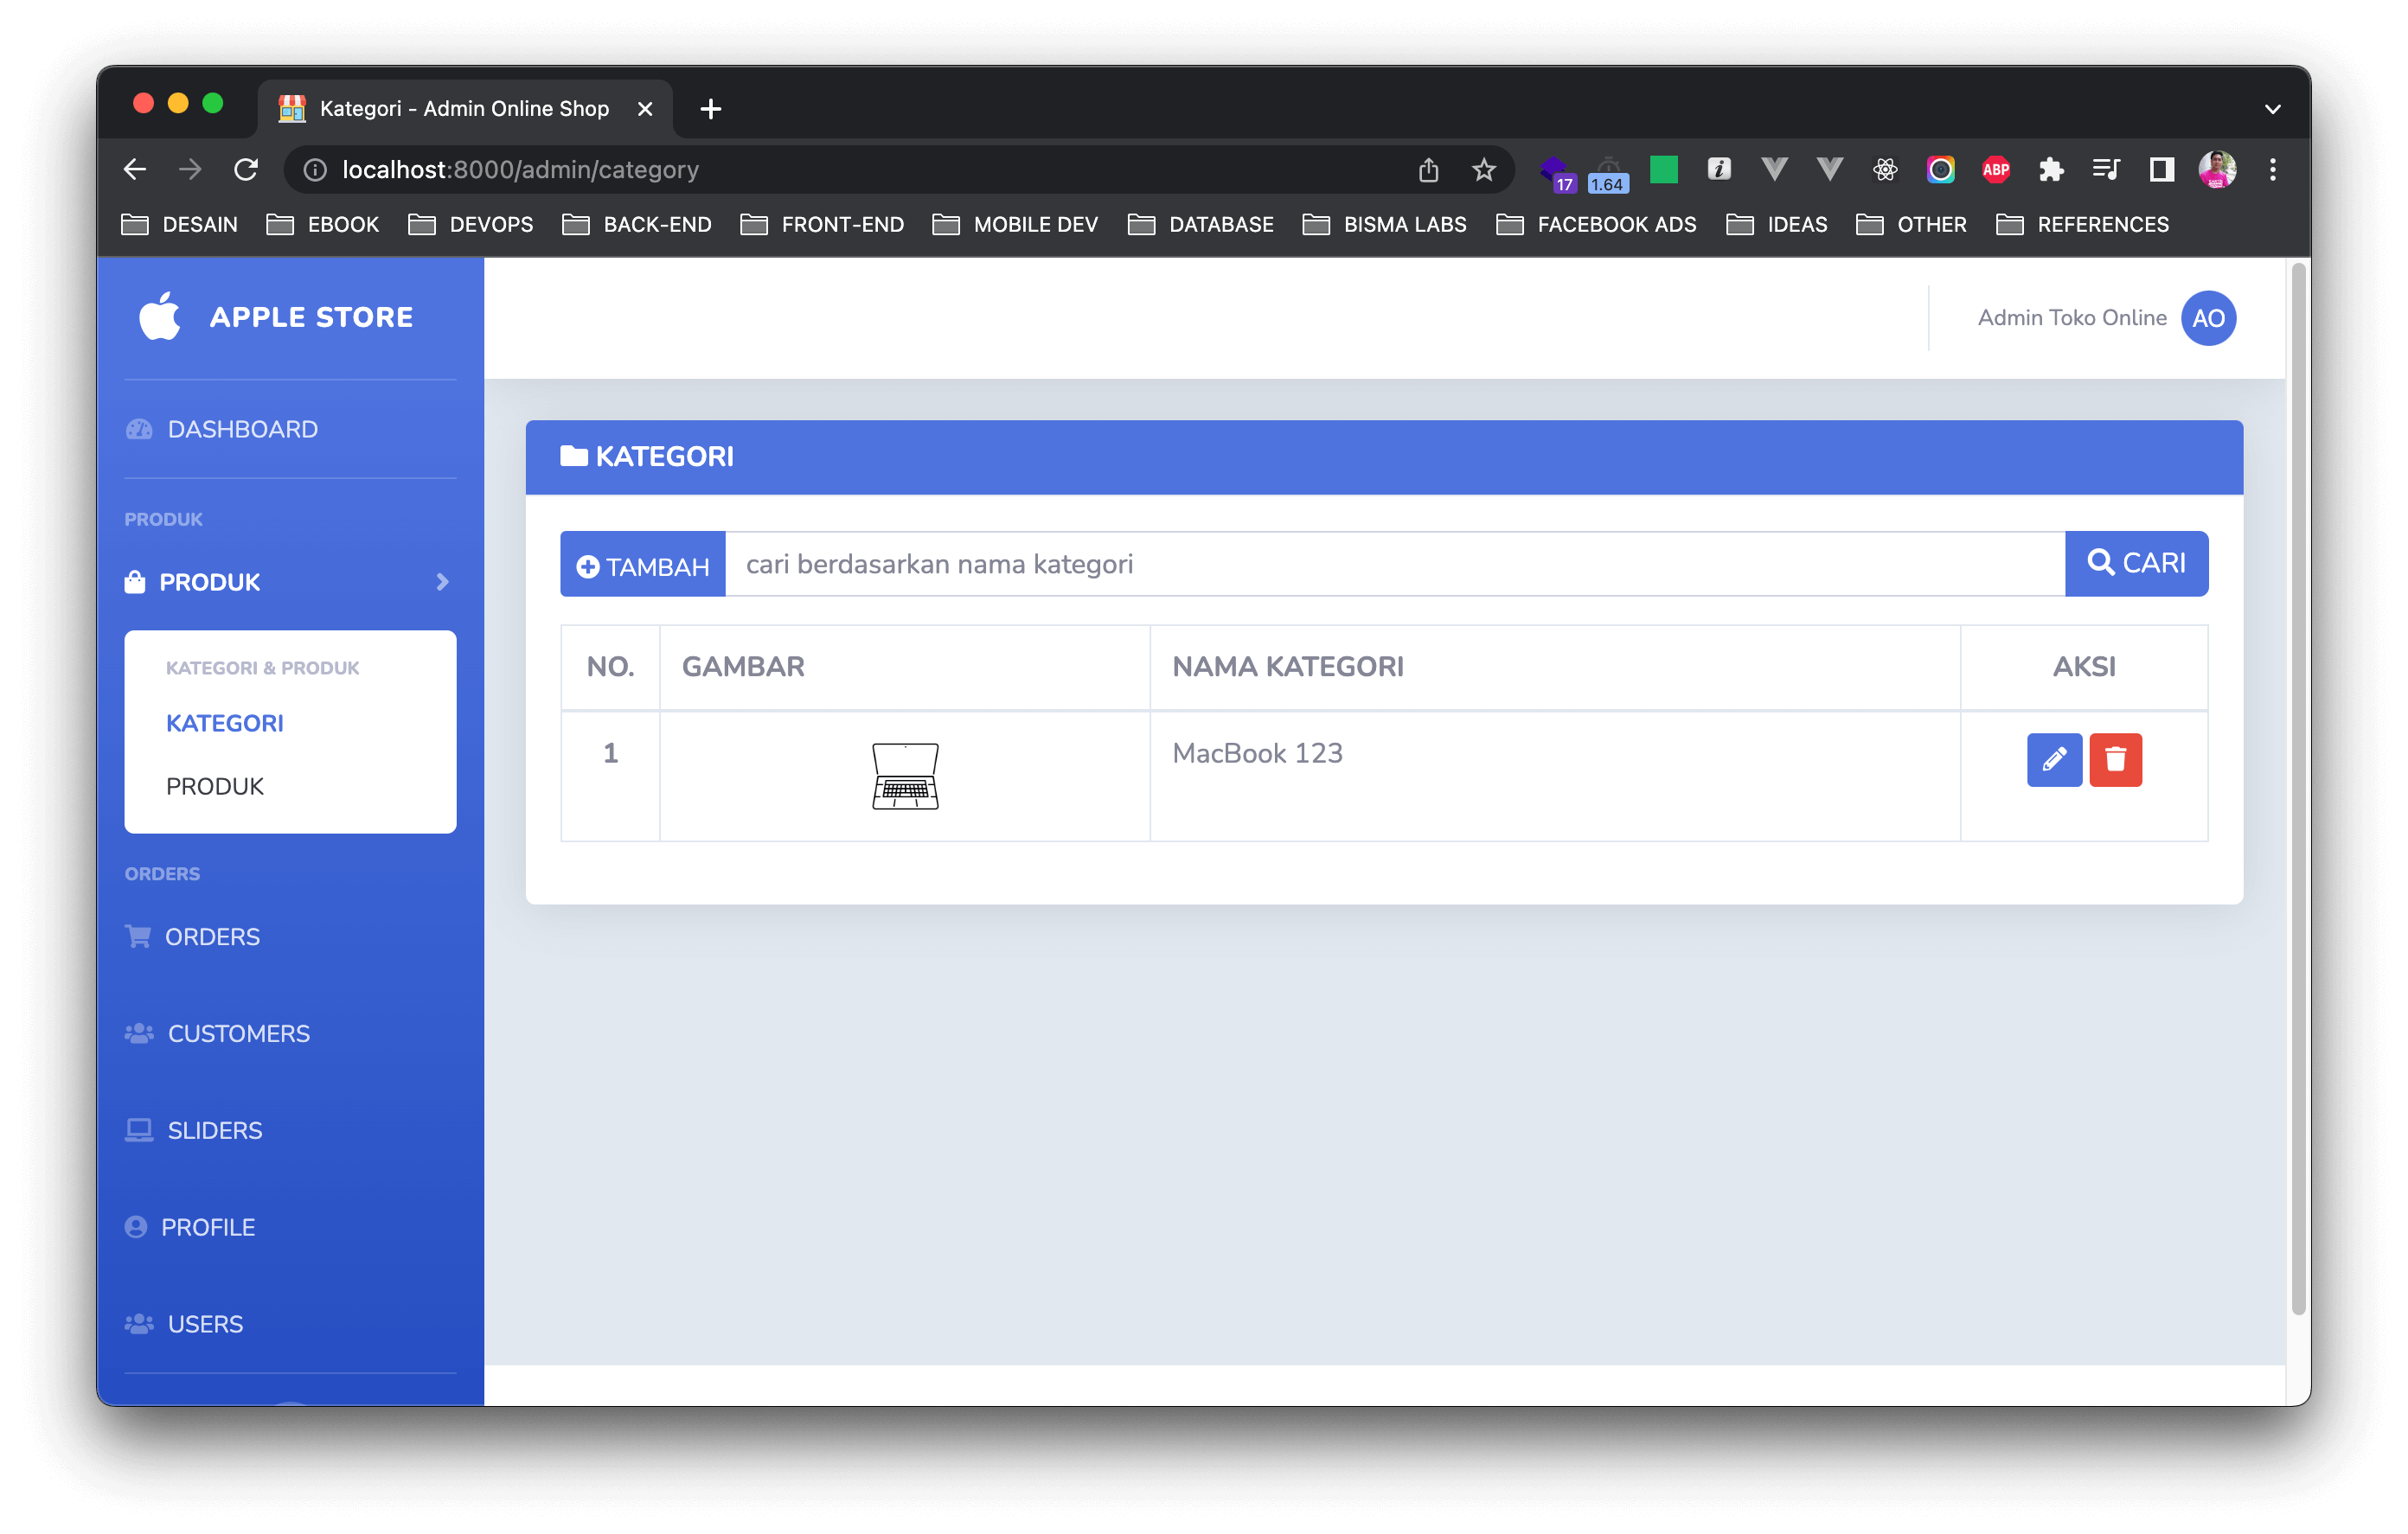 Kategori - Admin Online Shop
localhost:8000/admin/category
17
1.64
ABP
DESAIN EBOOK DEVOPS BACK-END FRONT-END MOBILE DEV DATABASE BISMA LABS FACEBOOK ADS IDEAS OTHER REFERENCES
APPLE STORE
Admin Toko Online AO
DASHBOARD
PRODUK
PRODUK
KATEGORI & PRODUK
KATEGORI
PRODUK
ORDERS
ORDERS
CUSTOMERS
SLIDERS
PROFILE
USERS
KATEGORI
TAMBAH cari berdasarkan nama kategori CARI
NO. GAMBAR NAMA KATEGORI AKSI
1 MacBook 123